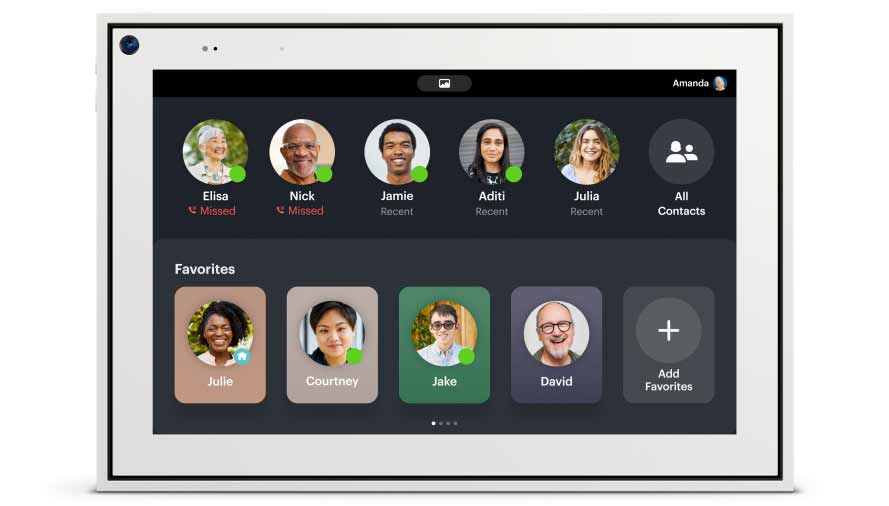 Amanda
Elisa
Missed
Nick
Missed
Jamie
Recent
Aditi
Recent
Julia
Recent
All
Contacts
Favorites
Julie
Courtney
Jake
David
Add
Favorites